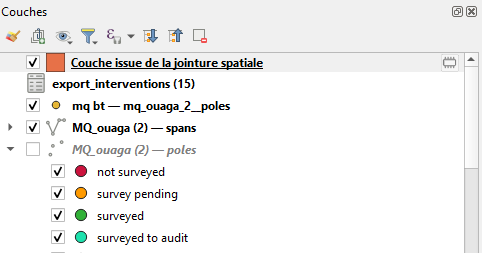 Couches
Couche issue de la jointure spatiale
export_interventions (15)
mq bt — mq_ouaga_2__poles
MQ_ouaga (2) — spans
MQ_ouaga (2) — poles
not surveyed
survey pending
surveyed
surveyed to audit